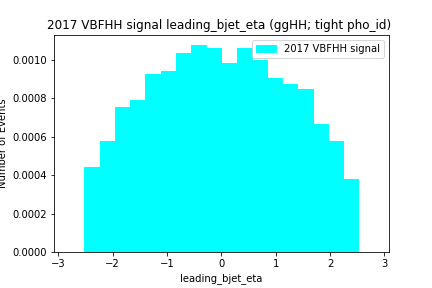 2017 VBFHH signal leading_bjet_eta (ggHH; tight pho_id)
2017 VBFHH signal
Number of Events
0.0010
0.0008
0.0006
0.0004
0.0002
0.0000
−3 −2 −1 0 1 2 3
leading_bjet_eta